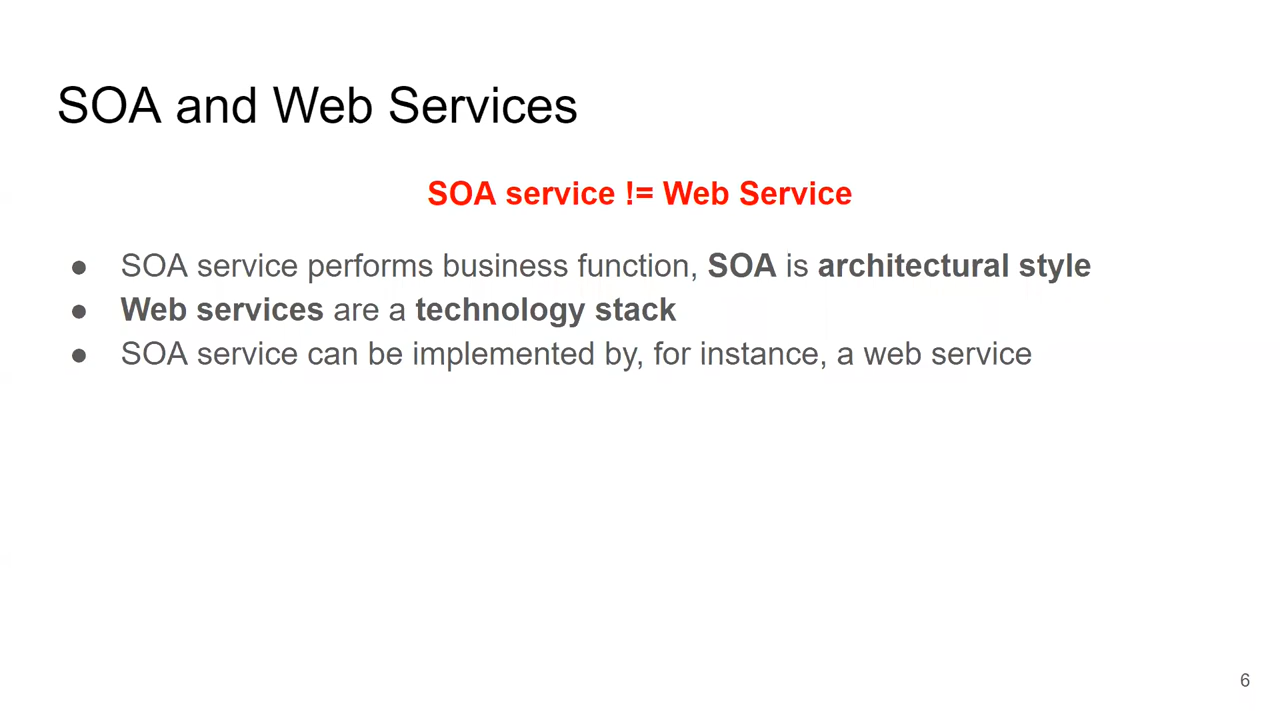 SOA and Web Services
SOA service != Web Service
● SOA service performs business function, SOA is architectural style
● Web services are a technology stack
● SOA service can be implemented by, for instance, a web service
6